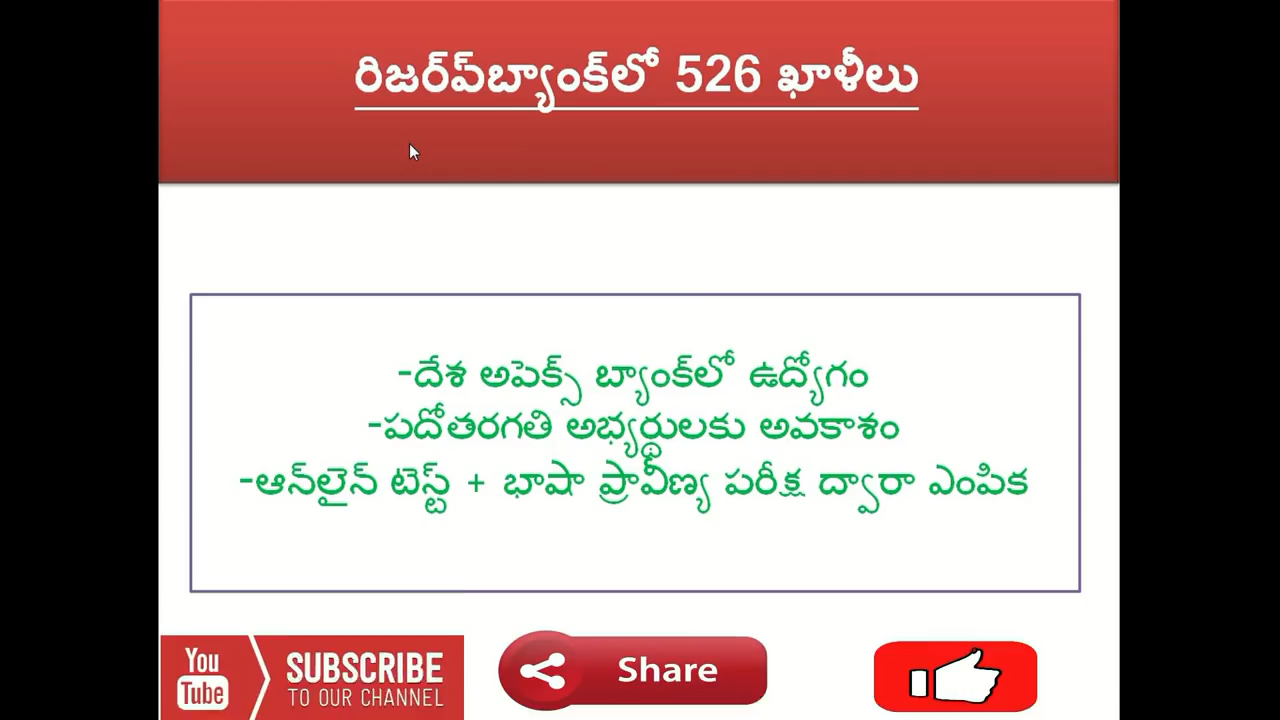 రిజర్ప్‌బ్యాంక్‌లో 526 ఖాళీలు
-దేశ అపెక్స్ బ్యాంక్‌లో ఉద్యోగం
-పదోతరగతి అభ్యర్థులకు అవకాశం
-ఆన్‌లైన్ టెస్ట్ + భాషా ప్రావీణ్య పరీక్ష ద్వారా ఎంపిక
You Tube
SUBSCRIBE
TO OUR CHANNEL
Share